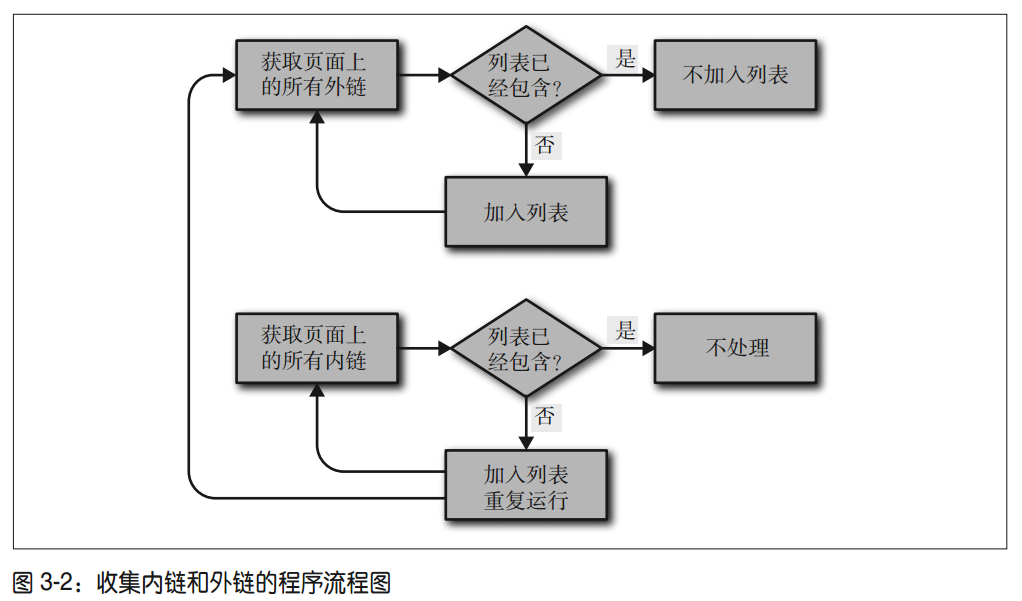 获取页面上
的所有外链
列表已
经包含?
是
不加入列表
否
加入列表
获取页面上
的所有内链
列表已
经包含?
是
不处理
否
加入列表
重复运行
图 3-2：收集内链和外链的程序流程图